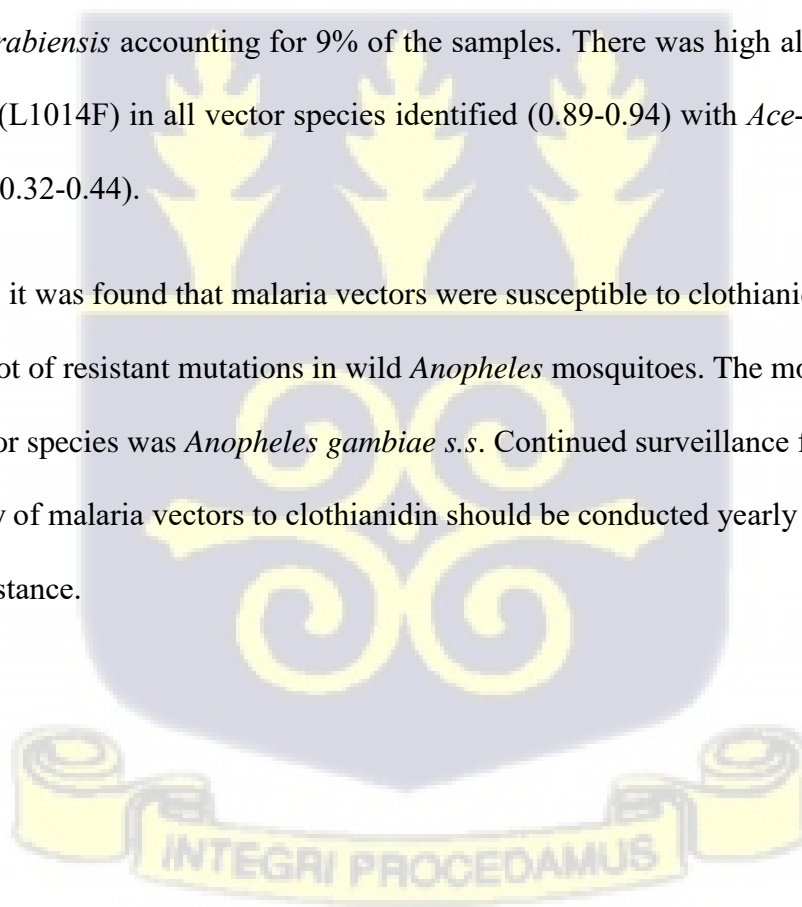 rabiensis accounting for 9% of the samples. There was high al
(L1014F) in all vector species identified (0.89-0.94) with Ace-
0.32-0.44).
it was found that malaria vectors were susceptible to clothiani
ot of resistant mutations in wild Anopheles mosquitoes. The mo
or species was Anopheles gambiae s.s. Continued surveillance f
y of malaria vectors to clothianidin should be conducted yearly
stance.
INTEGRI PROCEDAMUS